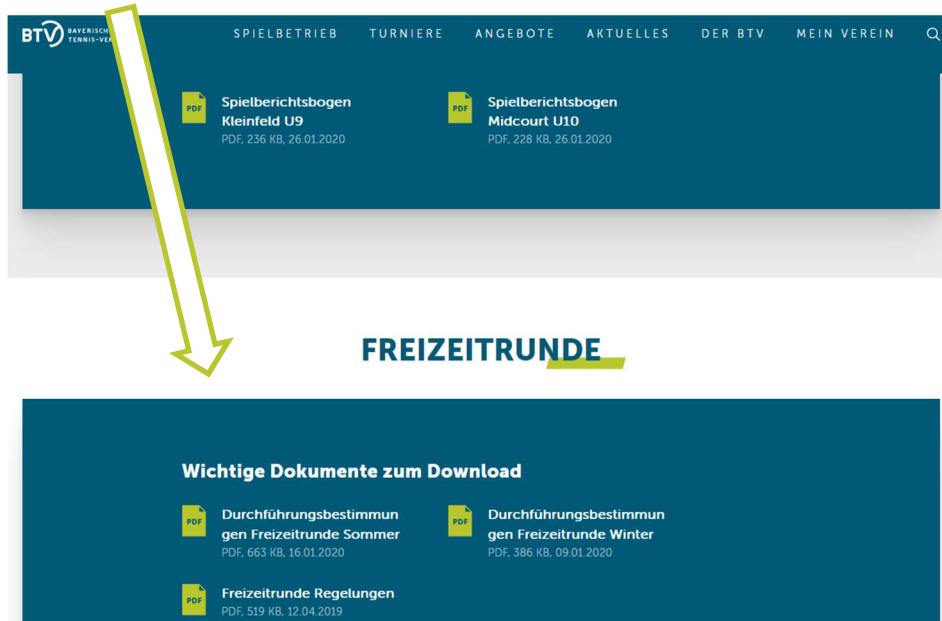 BTV BAYERISCH
TENNIS-VE
SPIELBETRIEB TURNIERE ANGEBOTE AKTUELLES DER BTV MEIN VEREIN
PDF Spielberichtsbogen
Kleinfeld U9
PDF, 236 KB, 26.01.2020
PDF Spielberichtsbogen
Midcourt U10
PDF, 228 KB, 26.01.2020
FREIZEITRUNDE
Wichtige Dokumente zum Download
PDF Durchführungsbestimmun
gen Freizeitrunde Sommer
PDF, 663 KB, 16.01.2020
PDF Durchführungsbestimmun
gen Freizeitrunde Winter
PDF, 386 KB, 09.01.2020
PDF Freizeitrunde Regelungen
PDF, 519 KB, 12.04.2019